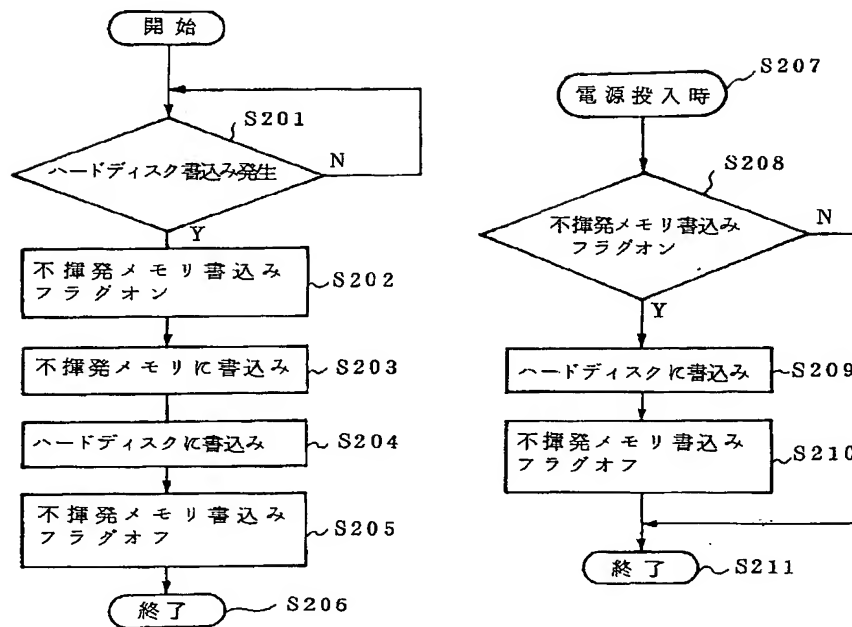 開始
S201
ハードディスク書込み発生
N
Y
不揮発メモリ書込み
フラグオン
S202
不揮発メモリに書込み
S203
ハードディスクに書込み
S204
不揮発メモリ書込み
フラグオフ
S205
終了
S206
S207
電源投入時
S208
不揮発メモリ書込み
フラグオン
N
Y
ハードディスクに書込み
S209
不揮発メモリ書込み
フラグオフ
S210
終了
S211